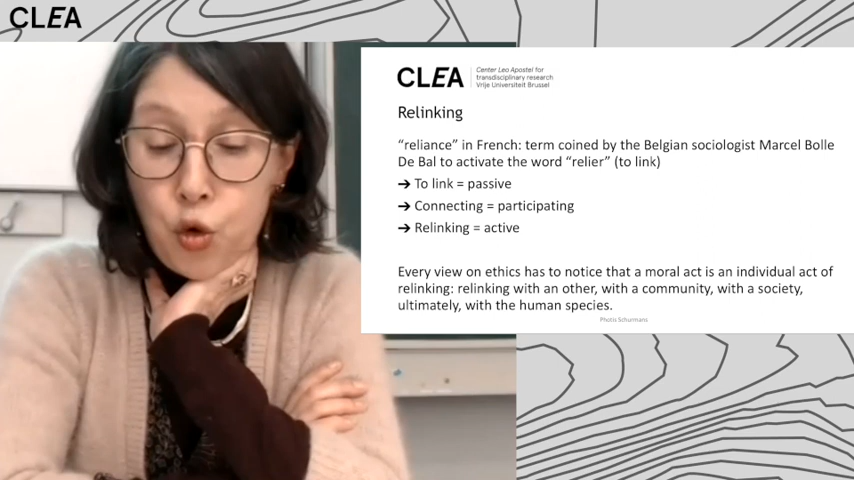 CLEA
CLEA
Center Leo Apostel for
transdisciplinary research
Vrije Universiteit Brussel
Relinking
“reliance” in French: term coined by the Belgian sociologist Marcel Bolle
De Bal to activate the word “relier” (to link)
➔ To link = passive
➔ Connecting = participating
➔ Relinking = active
Every view on ethics has to notice that a moral act is an individual act of
relinking: relinking with an other, with a community, with a society,
ultimately, with the human species.
Photis Schurmans